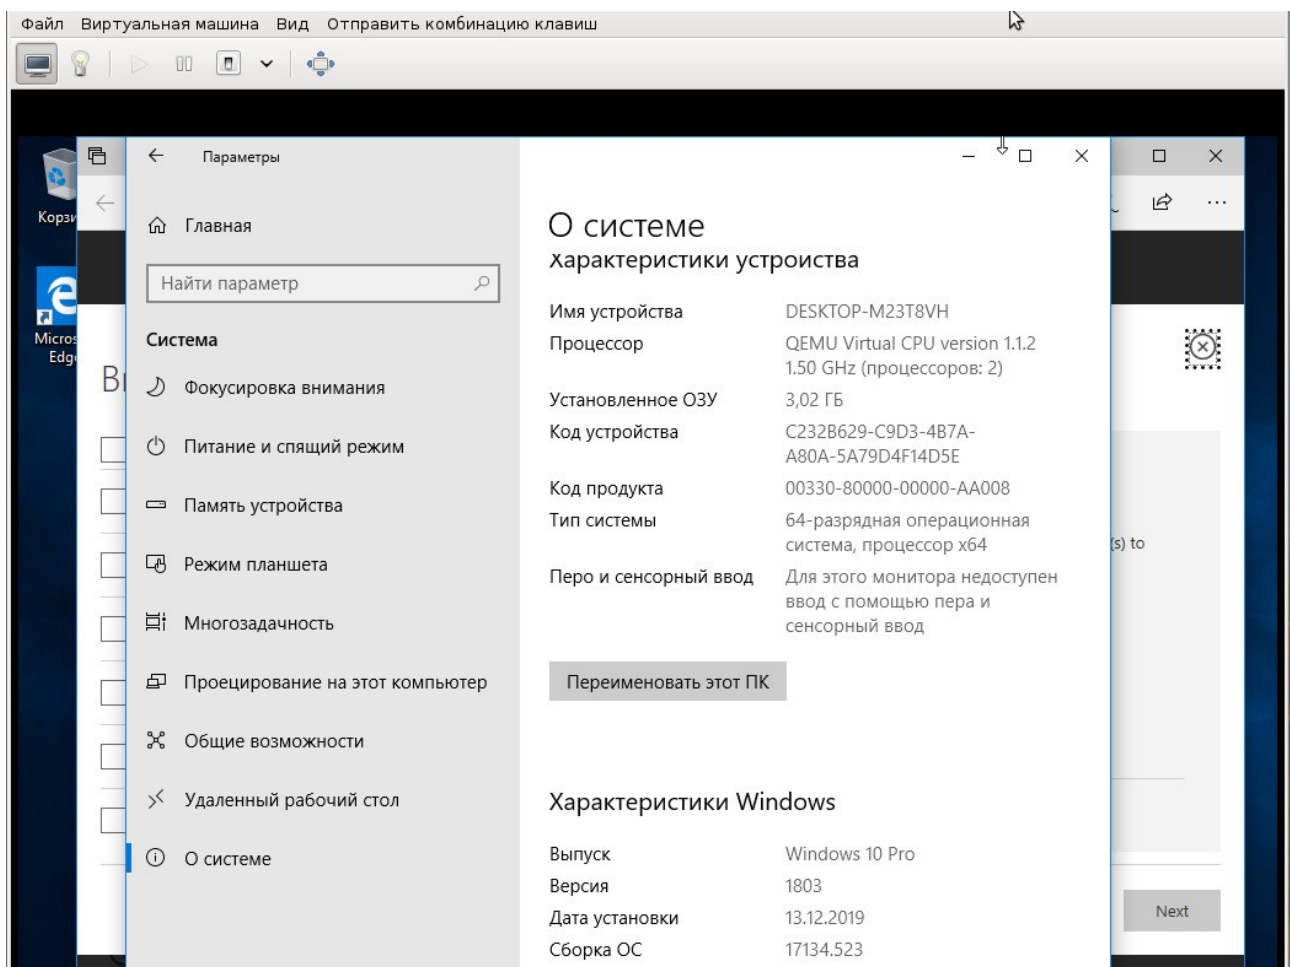 Файл Виртуальная машина Вид Отправить комбинацию клавиш
Параметры
Главная
Найти параметр
Система
Фокусировка внимания
Питание и спящий режим
Память устройства
Режим планшета
Многозадачность
Проецирование на этот компьютер
Общие возможности
Удаленный рабочий стол
О системе
О системе
Характеристики устройства
Имя устройства DESKTOP-M23T8VH
Процессор QEMU Virtual CPU version 1.1.2
1.50 GHz (процессоров: 2)
Установленное ОЗУ 3,02 ГБ
Код устройства C232B629-C9D3-4B7A-
A80A-5A79D4F14D5E
Код продукта 00330-80000-00000-AA008
Тип системы 64-разрядная операционная
система, процессор x64
Перо и сенсорный ввод Для этого монитора недоступен
ввод с помощью пера и
сенсорный ввод
Переименовать этот ПК
Характеристики Windows
Выпуск Windows 10 Pro
Версия 1803
Дата установки 13.12.2019
Сборка ОС 17134.523
Корзи
Micros
Edge
(s) to
Next